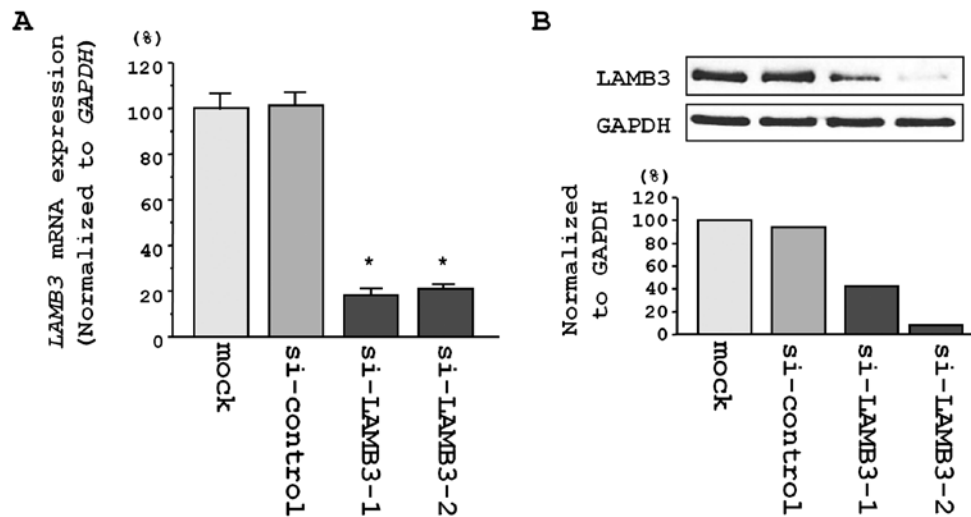 A
(%)
LAMB3 mRNA expression
(Normalized to GAPDH)
120
100
80
60
40
20
0
*
*
mock
si-control
si-LAMB3-1
si-LAMB3-2
B
LAMB3
GAPDH
(%)
Normalized
to GAPDH
120
100
80
60
40
20
0
mock
si-control
si-LAMB3-1
si-LAMB3-2